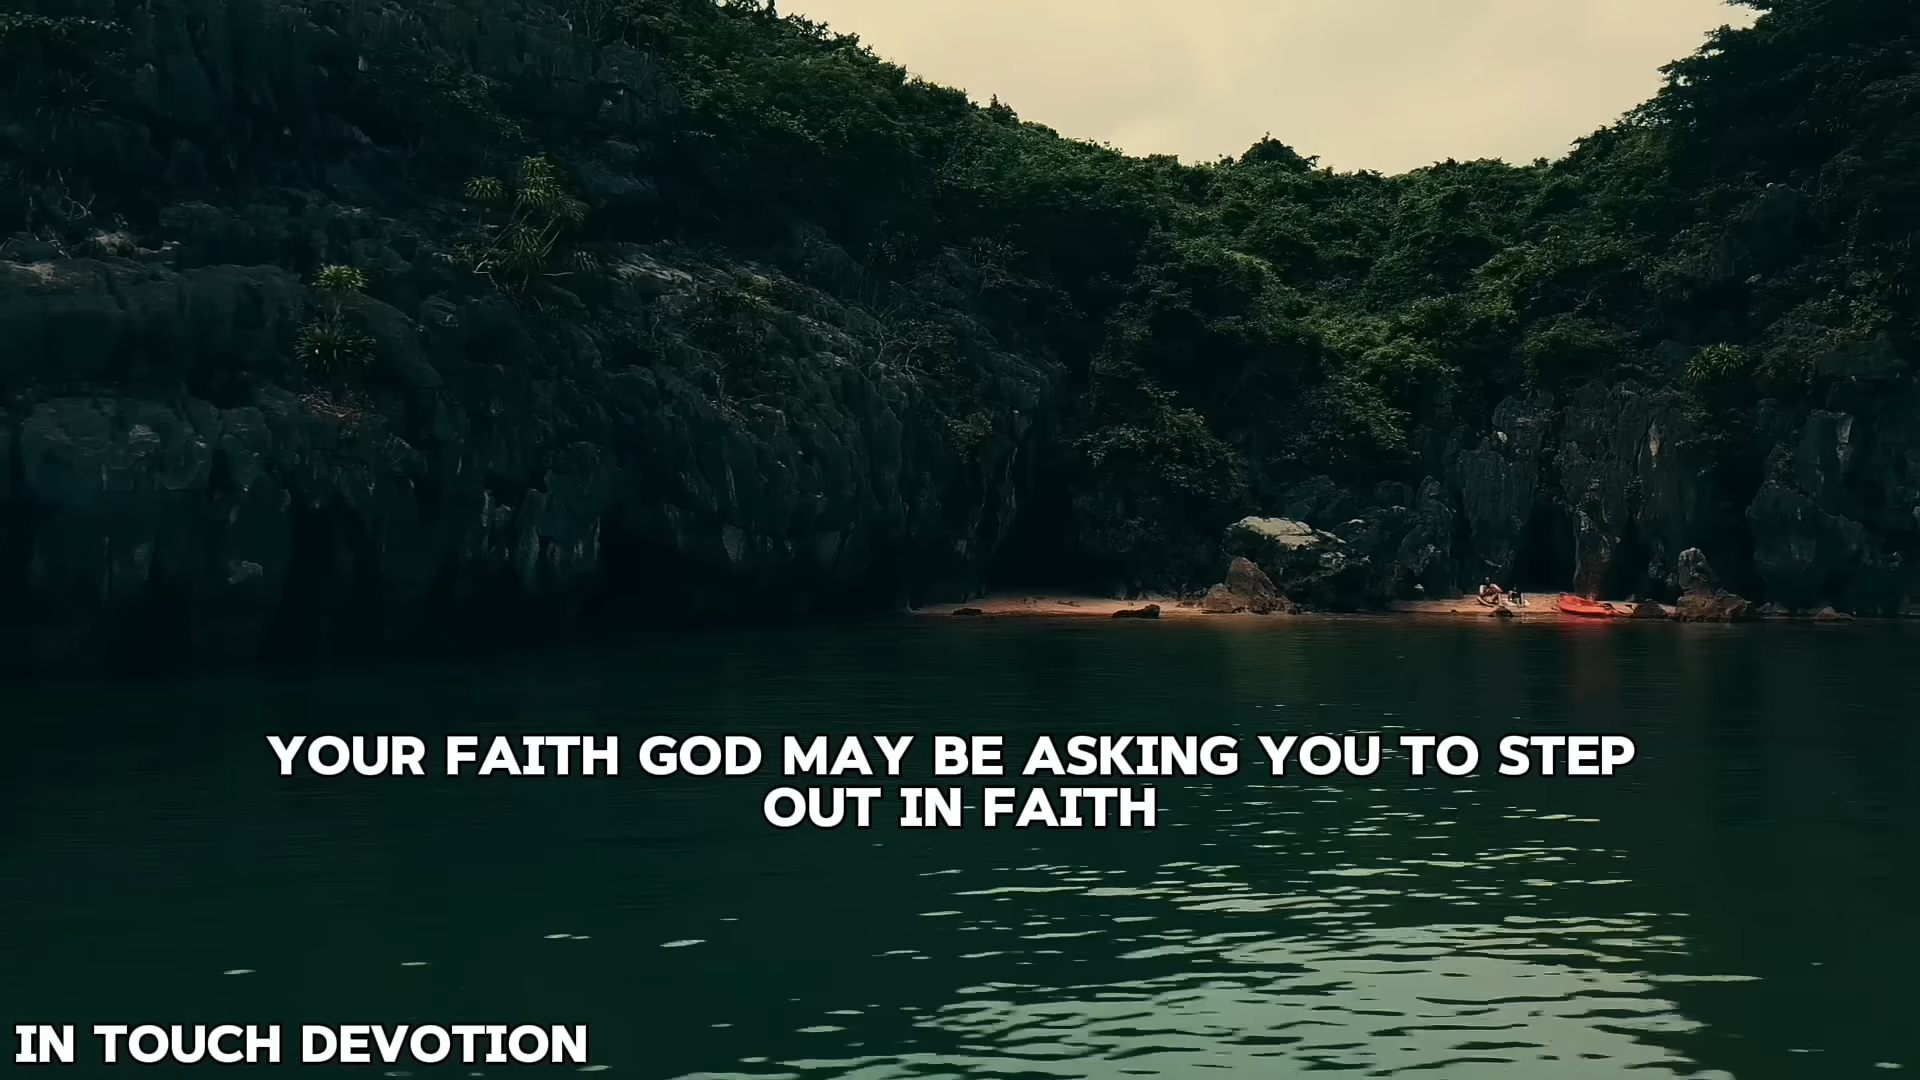 YOUR FAITH GOD MAY BE ASKING YOU TO STEP
OUT IN FAITH
IN TOUCH DEVOTION